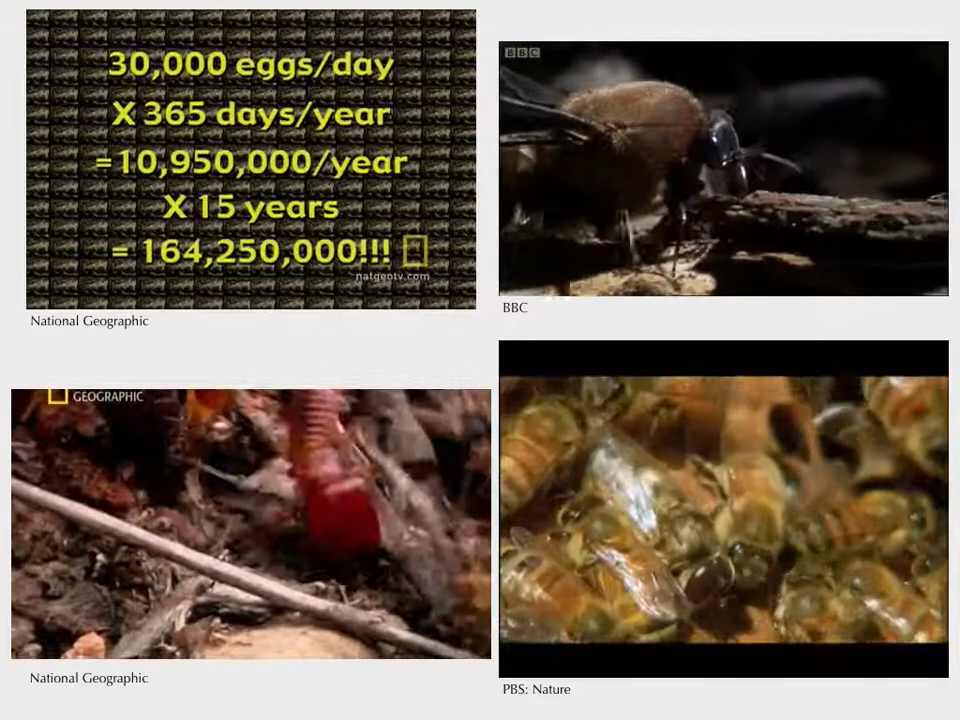 30,000 eggs/day
X 365 days/year
=10,950,000/year
X 15 years
= 164,250,000!!!
natgeotv.com
National Geographic
BBC
BBC
GEOGRAPHIC
National Geographic
PBS: Nature